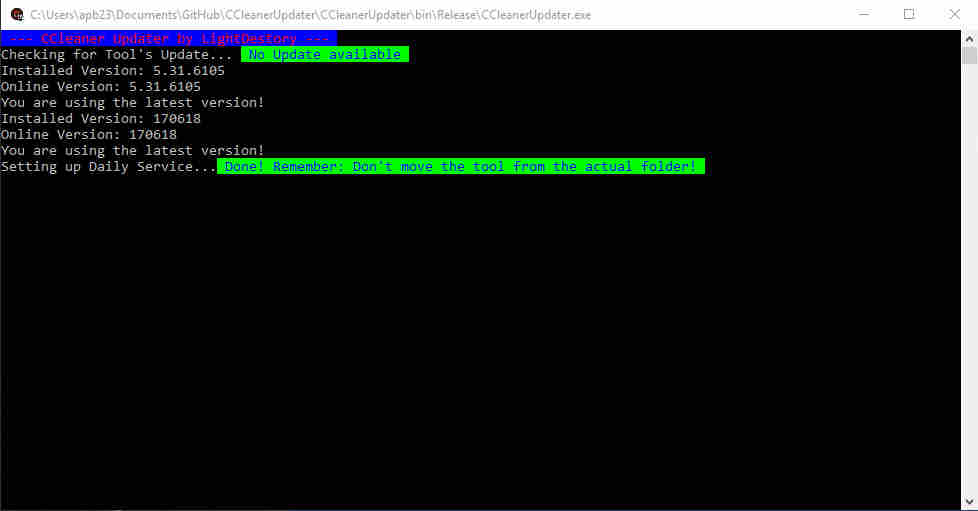 C:\Users\apb23\Documents\GitHub\CCleanerUpdater\CCleanerUpdater\bin\Release\CCleanerUpdater.exe
--- CCleaner Updater by LightDestory ---
Checking for Tool's Update... No Update available
Installed Version: 5.31.6105
Online Version: 5.31.6105
You are using the latest version!
Installed Version: 170618
Online Version: 170618
You are using the latest version!
Setting up Daily Service... Done! Remember: Don't move the tool from the actual folder!